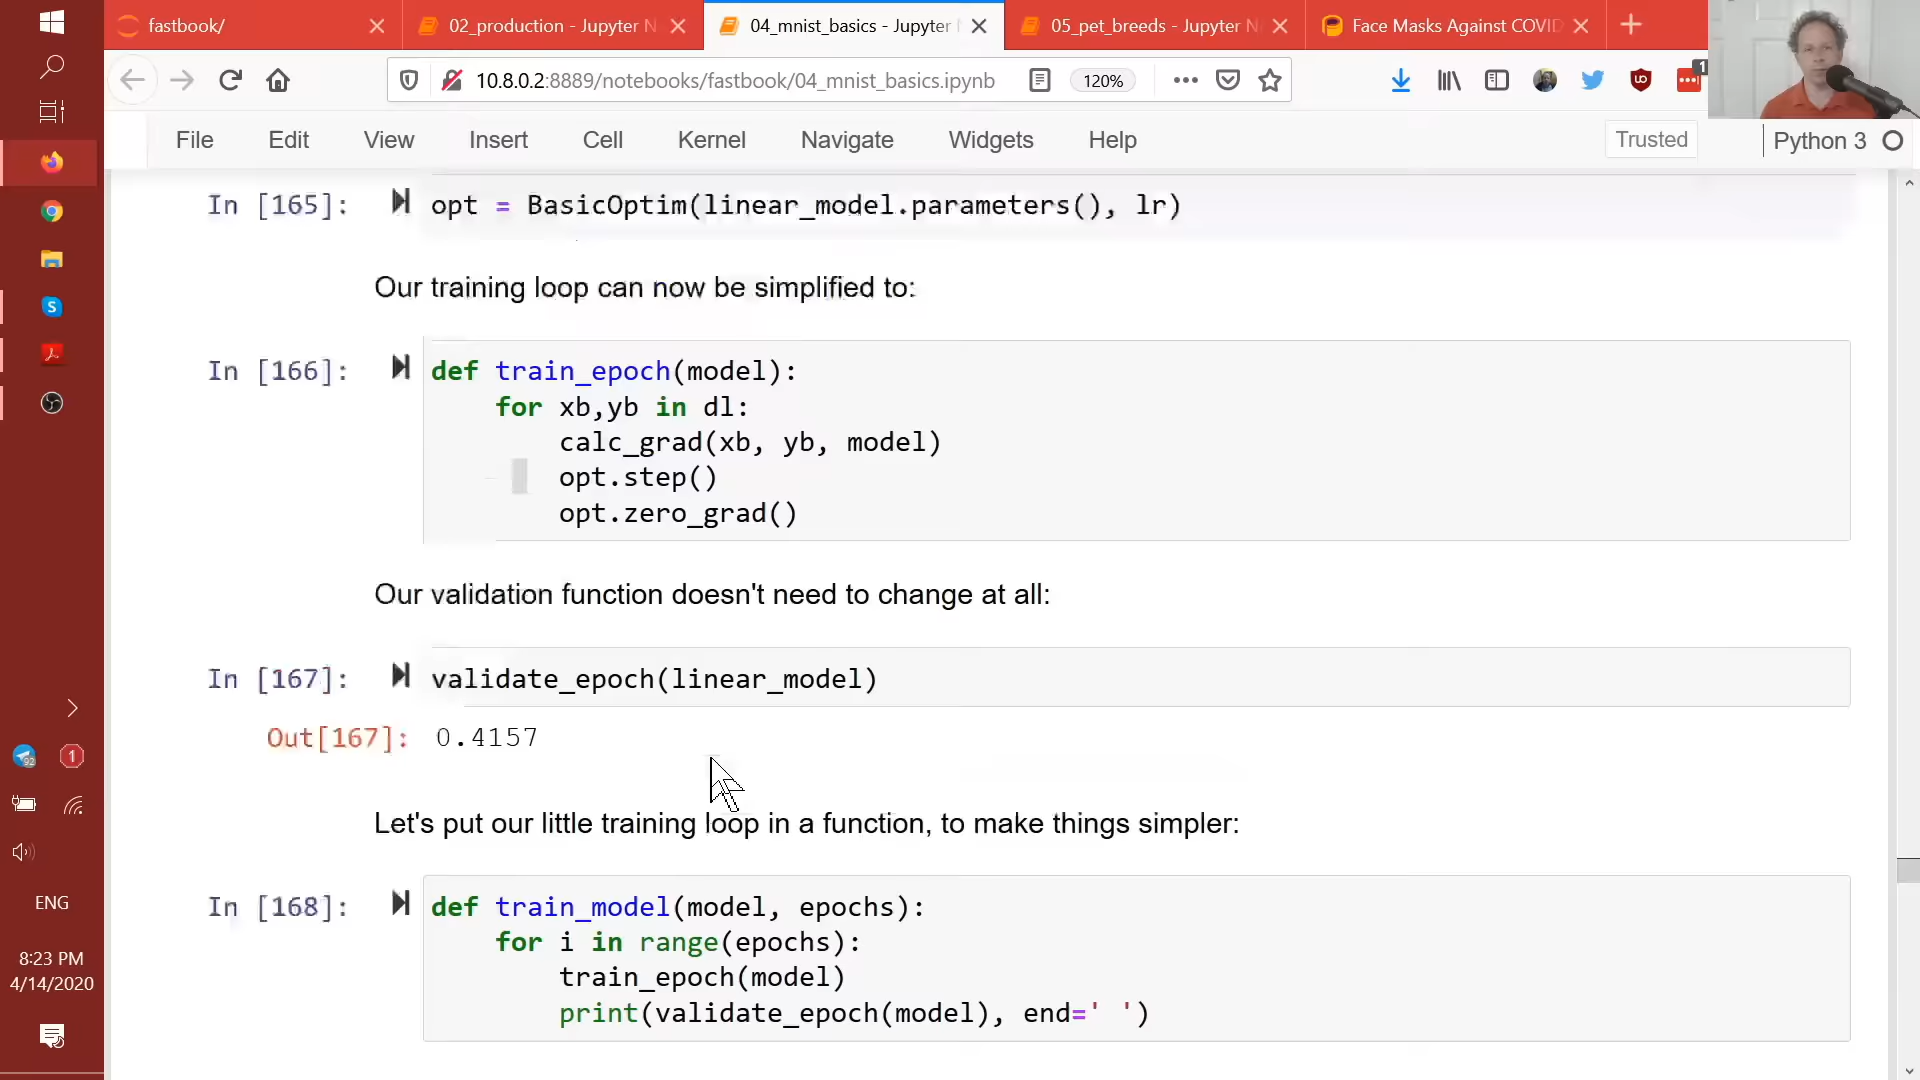 fastbook/
02_production - Jupyter N
04_mnist_basics - Jupyter
05_pet_breeds - Jupyter N
Face Masks Against COVID
10.8.0.2:8889/notebooks/fastbook/04_mnist_basics.ipynb
120%
1
File Edit View Insert Cell Kernel Navigate Widgets Help
Trusted
Python 3
In [165]: opt = BasicOptim(linear_model.parameters(), lr)
Our training loop can now be simplified to:
In [166]: def train_epoch(model):
for xb,yb in dl:
calc_grad(xb, yb, model)
opt.step()
opt.zero_grad()
Our validation function doesn't need to change at all:
In [167]: validate_epoch(linear_model)
Out[167]: 0.4157
Let's put our little training loop in a function, to make things simpler:
In [168]: def train_model(model, epochs):
for i in range(epochs):
train_epoch(model)
print(validate_epoch(model), end=' ')
92
1
ENG
8:23 PM
4/14/2020